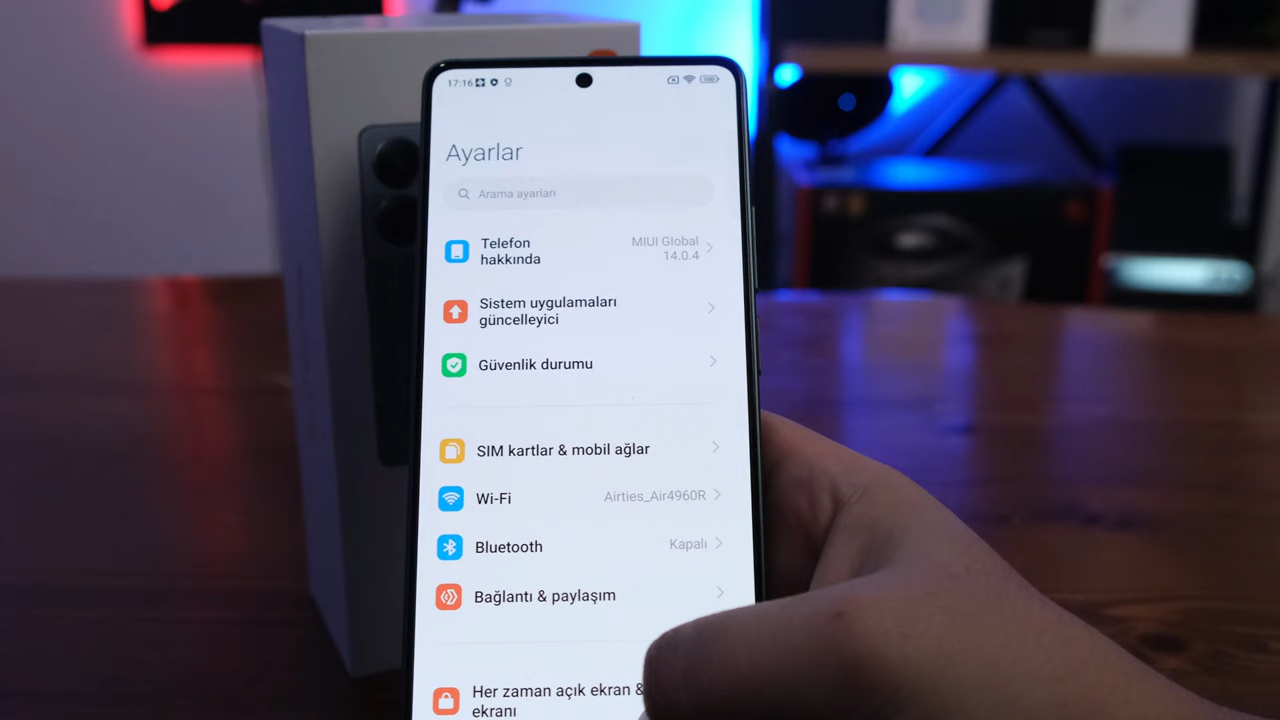 17:16
100
Ayarlar
Arama ayarları
Telefon
hakkında
MIUI Global
14.0.4
Sistem uygulamaları
güncelleyici
Güvenlik durumu
SIM kartlar & mobil ağlar
Wi-Fi
Airties_Air4960R
Bluetooth
Kapalı
Bağlantı & paylaşım
Her zaman açık ekran &
ekranı